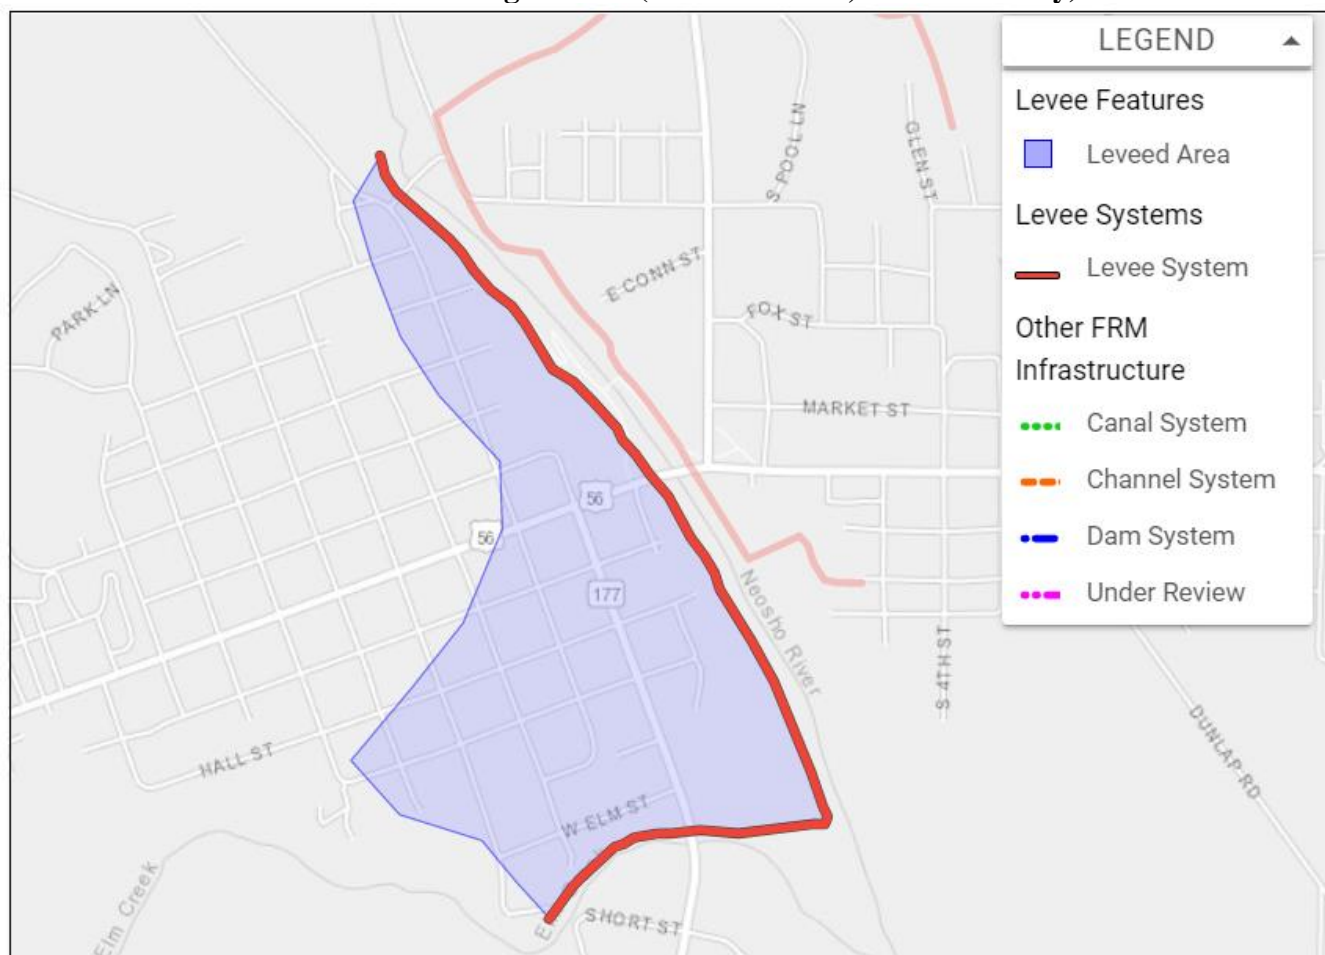 LEGEND
Levee Features
Leveed Area
Levee Systems
Levee System
Other FRM
Infrastructure
Canal System
Channel System
Dam System
Under Review
S POOL LN
GLEN ST
PARK LN
E CONN ST
FOX ST
MARKET ST
56
56
177
Neosho River
S 4TH ST
DUNLAP RD
HALL ST
W ELM ST
SHORT ST
Elm Creek